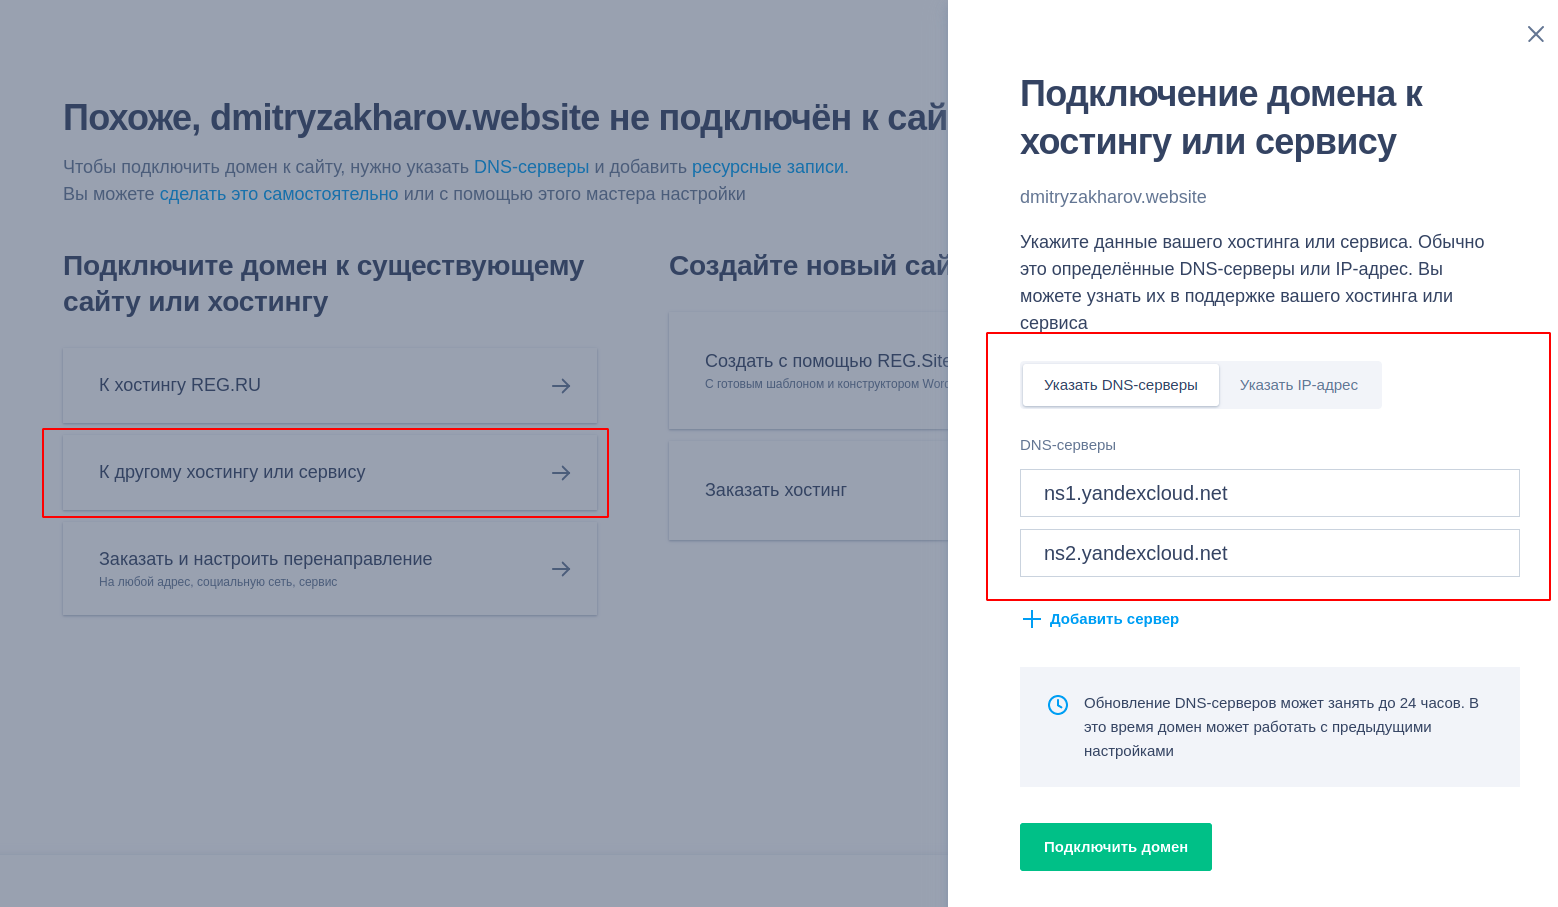 Похоже, dmitryzakharov.website не подключён к сай
Чтобы подключить домен к сайту, нужно указать DNS-серверы и добавить ресурсные записи.
Вы можете сделать это самостоятельно или с помощью этого мастера настройки
Подключите домен к существующему
сайту или хостингу
К хостингу REG.RU
К другому хостингу или сервису
Заказать и настроить перенаправление
На любой адрес, социальную сеть, сервис
Создайте новый сай
Создать с помощью REG.Site
С готовым шаблоном и конструктором Word
Заказать хостинг
Подключение домена к
хостингу или сервису
dmitryzakharov.website
Укажите данные вашего хостинга или сервиса. Обычно
это определённые DNS-серверы или IP-адрес. Вы
можете узнать их в поддержке вашего хостинга или
сервиса
Указать DNS-серверы Указать IP-адрес
DNS-серверы
ns1.yandexcloud.net
ns2.yandexcloud.net
Добавить сервер
Обновление DNS-серверов может занять до 24 часов. В
это время домен может работать с предыдущими
настройками
Подключить домен